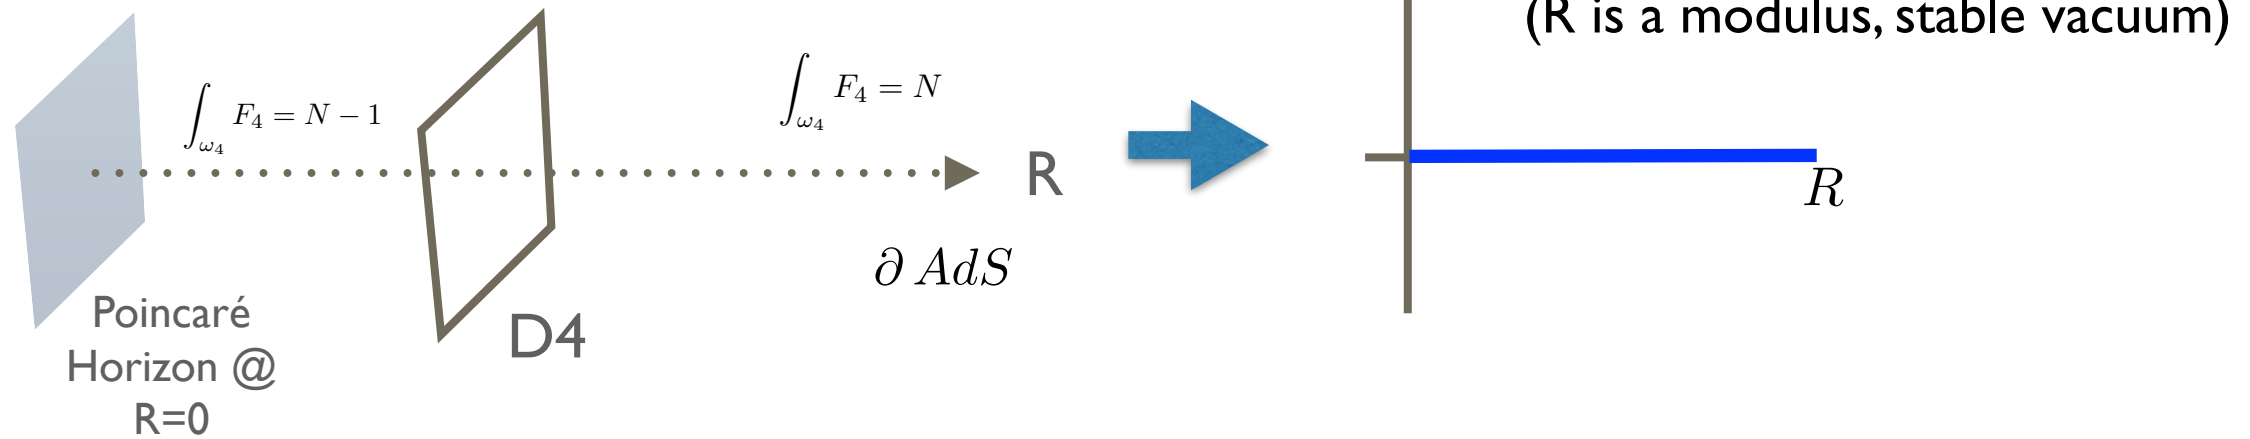 (R is a modulus, stable vacuum)
∫_{ω₄} F₄ = N − 1
∫_{ω₄} F₄ = N
R
R
∂ AdS
D4
Poincaré
Horizon @
R=0